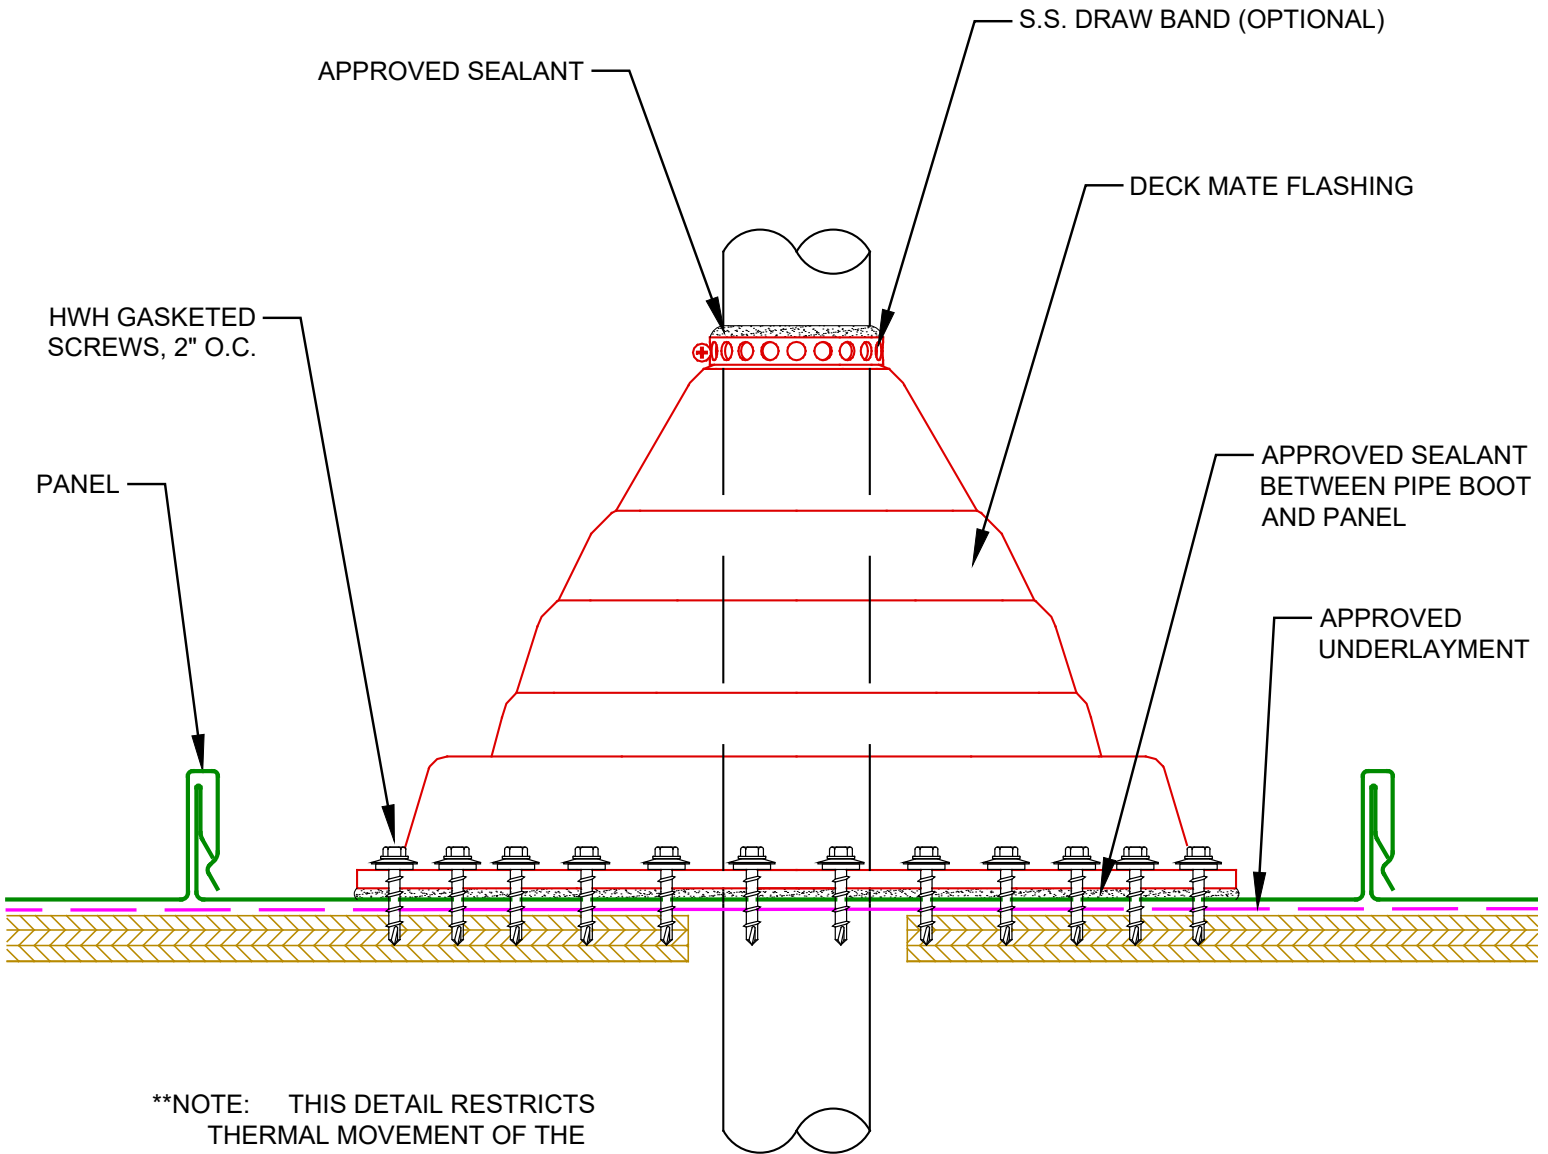 S.S. DRAW BAND (OPTIONAL)
APPROVED SEALANT
DECK MATE FLASHING
HWH GASKETED
SCREWS, 2" O.C.
PANEL
APPROVED SEALANT
BETWEEN PIPE BOOT
AND PANEL
APPROVED
UNDERLAYMENT
**NOTE: THIS DETAIL RESTRICTS
THERMAL MOVEMENT OF THE